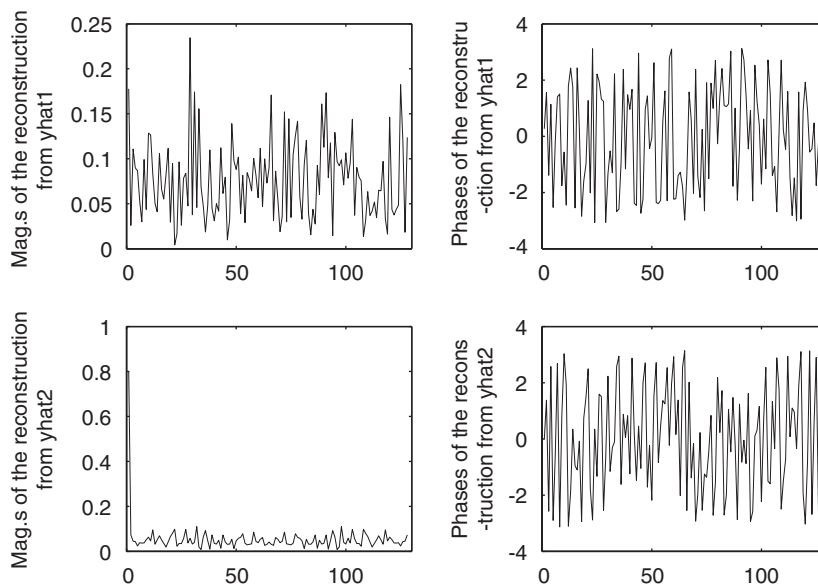 Mag.s of the reconstruction
from yhat1
0.25
0.2
0.15
0.1
0.05
0
0 50 100
Phases of the reconstru
-ction from yhat1
4
2
0
-2
-4
0 50 100
Mag.s of the reconstruction
from yhat2
1
0.8
0.6
0.4
0.2
0
0 50 100
Phases of the recons
-truction from yhat2
4
2
0
-2
-4
0 50 100